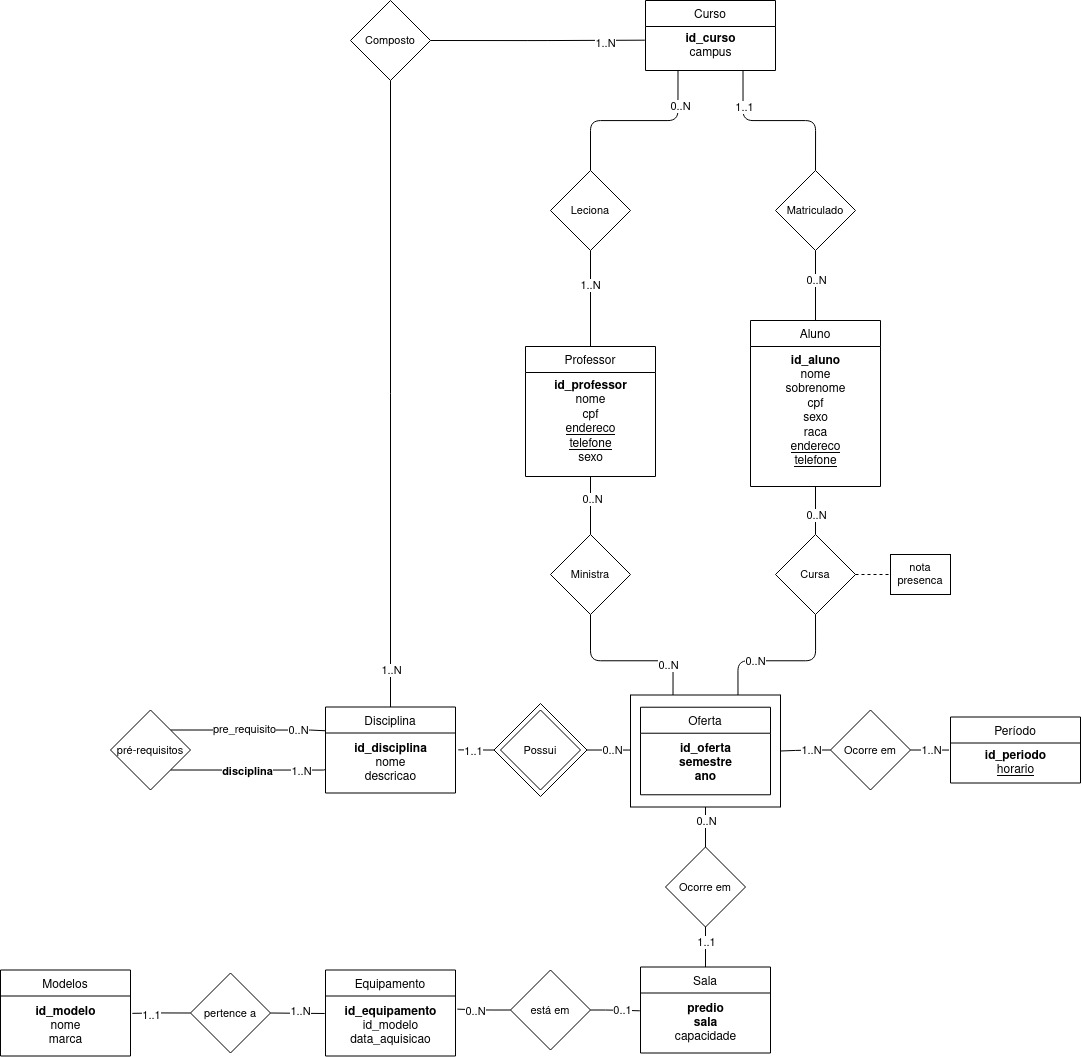 Curso
id_curso
campus
Composto
1..N
0..N
1..1
Leciona
Matriculado
1..N
0..N
Professor
id_professor
nome
cpf
endereco
telefone
sexo
Aluno
id_aluno
nome
sobrenome
cpf
sexo
raca
endereco
telefone
0..N
0..N
Ministra
Cursa
nota
presenca
0..N
0..N
1..N
pré-requisitos
pre_requisito
0..N
disciplina
1..N
Disciplina
id_disciplina
nome
descricao
1..1
Possui
0..N
Oferta
id_oferta
semestre
ano
1..N
Ocorre em
1..N
Período
id_periodo
horario
0..N
Ocorre em
1..1
Modelos
id_modelo
nome
marca
1..1
pertence a
1..N
Equipamento
id_equipamento
id_modelo
data_aquisicao
0..N
está em
0..1
Sala
predio
sala
capacidade